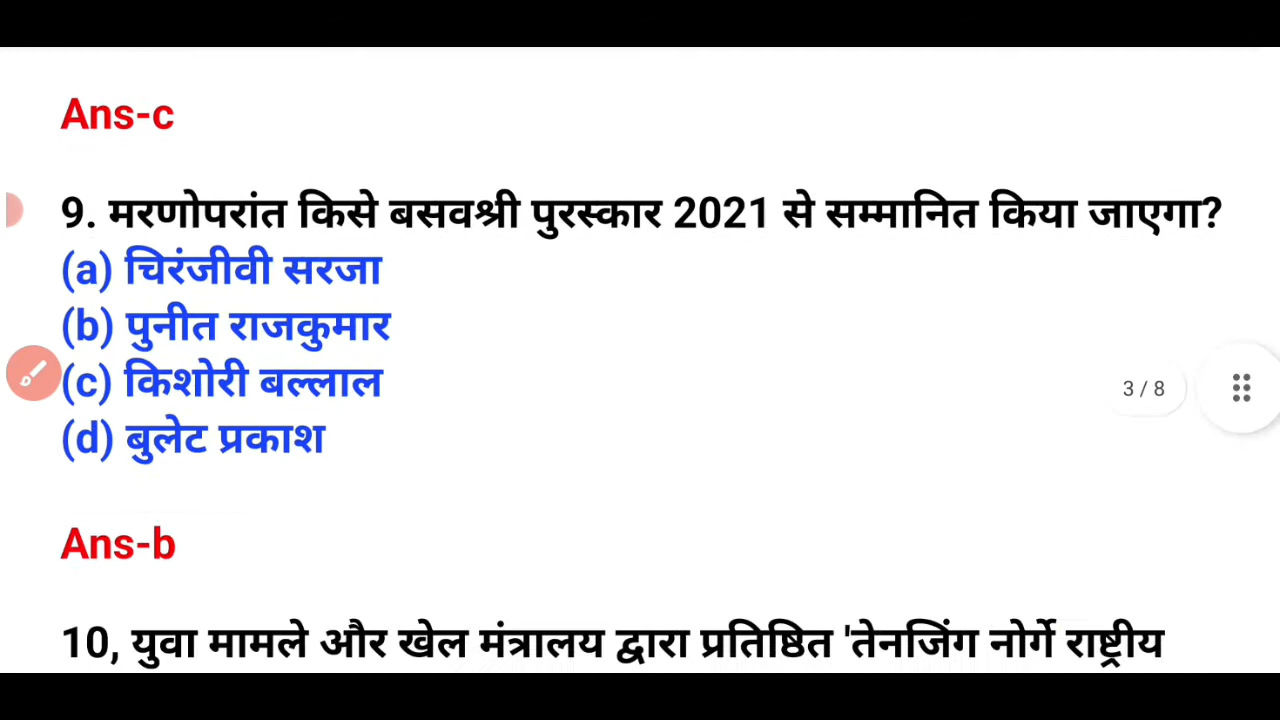 Ans-c
9. मरणोपरांत किसे बसवश्री पुरस्कार 2021 से सम्मानित किया जाएगा?
(a) चिरंजीवी सरजा
(b) पुनीत राजकुमार
(c) किशोरी बल्लाल
3 / 8
(d) बुलेट प्रकाश
Ans-b
10, युवा मामले और खेल मंत्रालय द्वारा प्रतिष्ठित 'तेनजिंग नोर्गे राष्ट्रीय